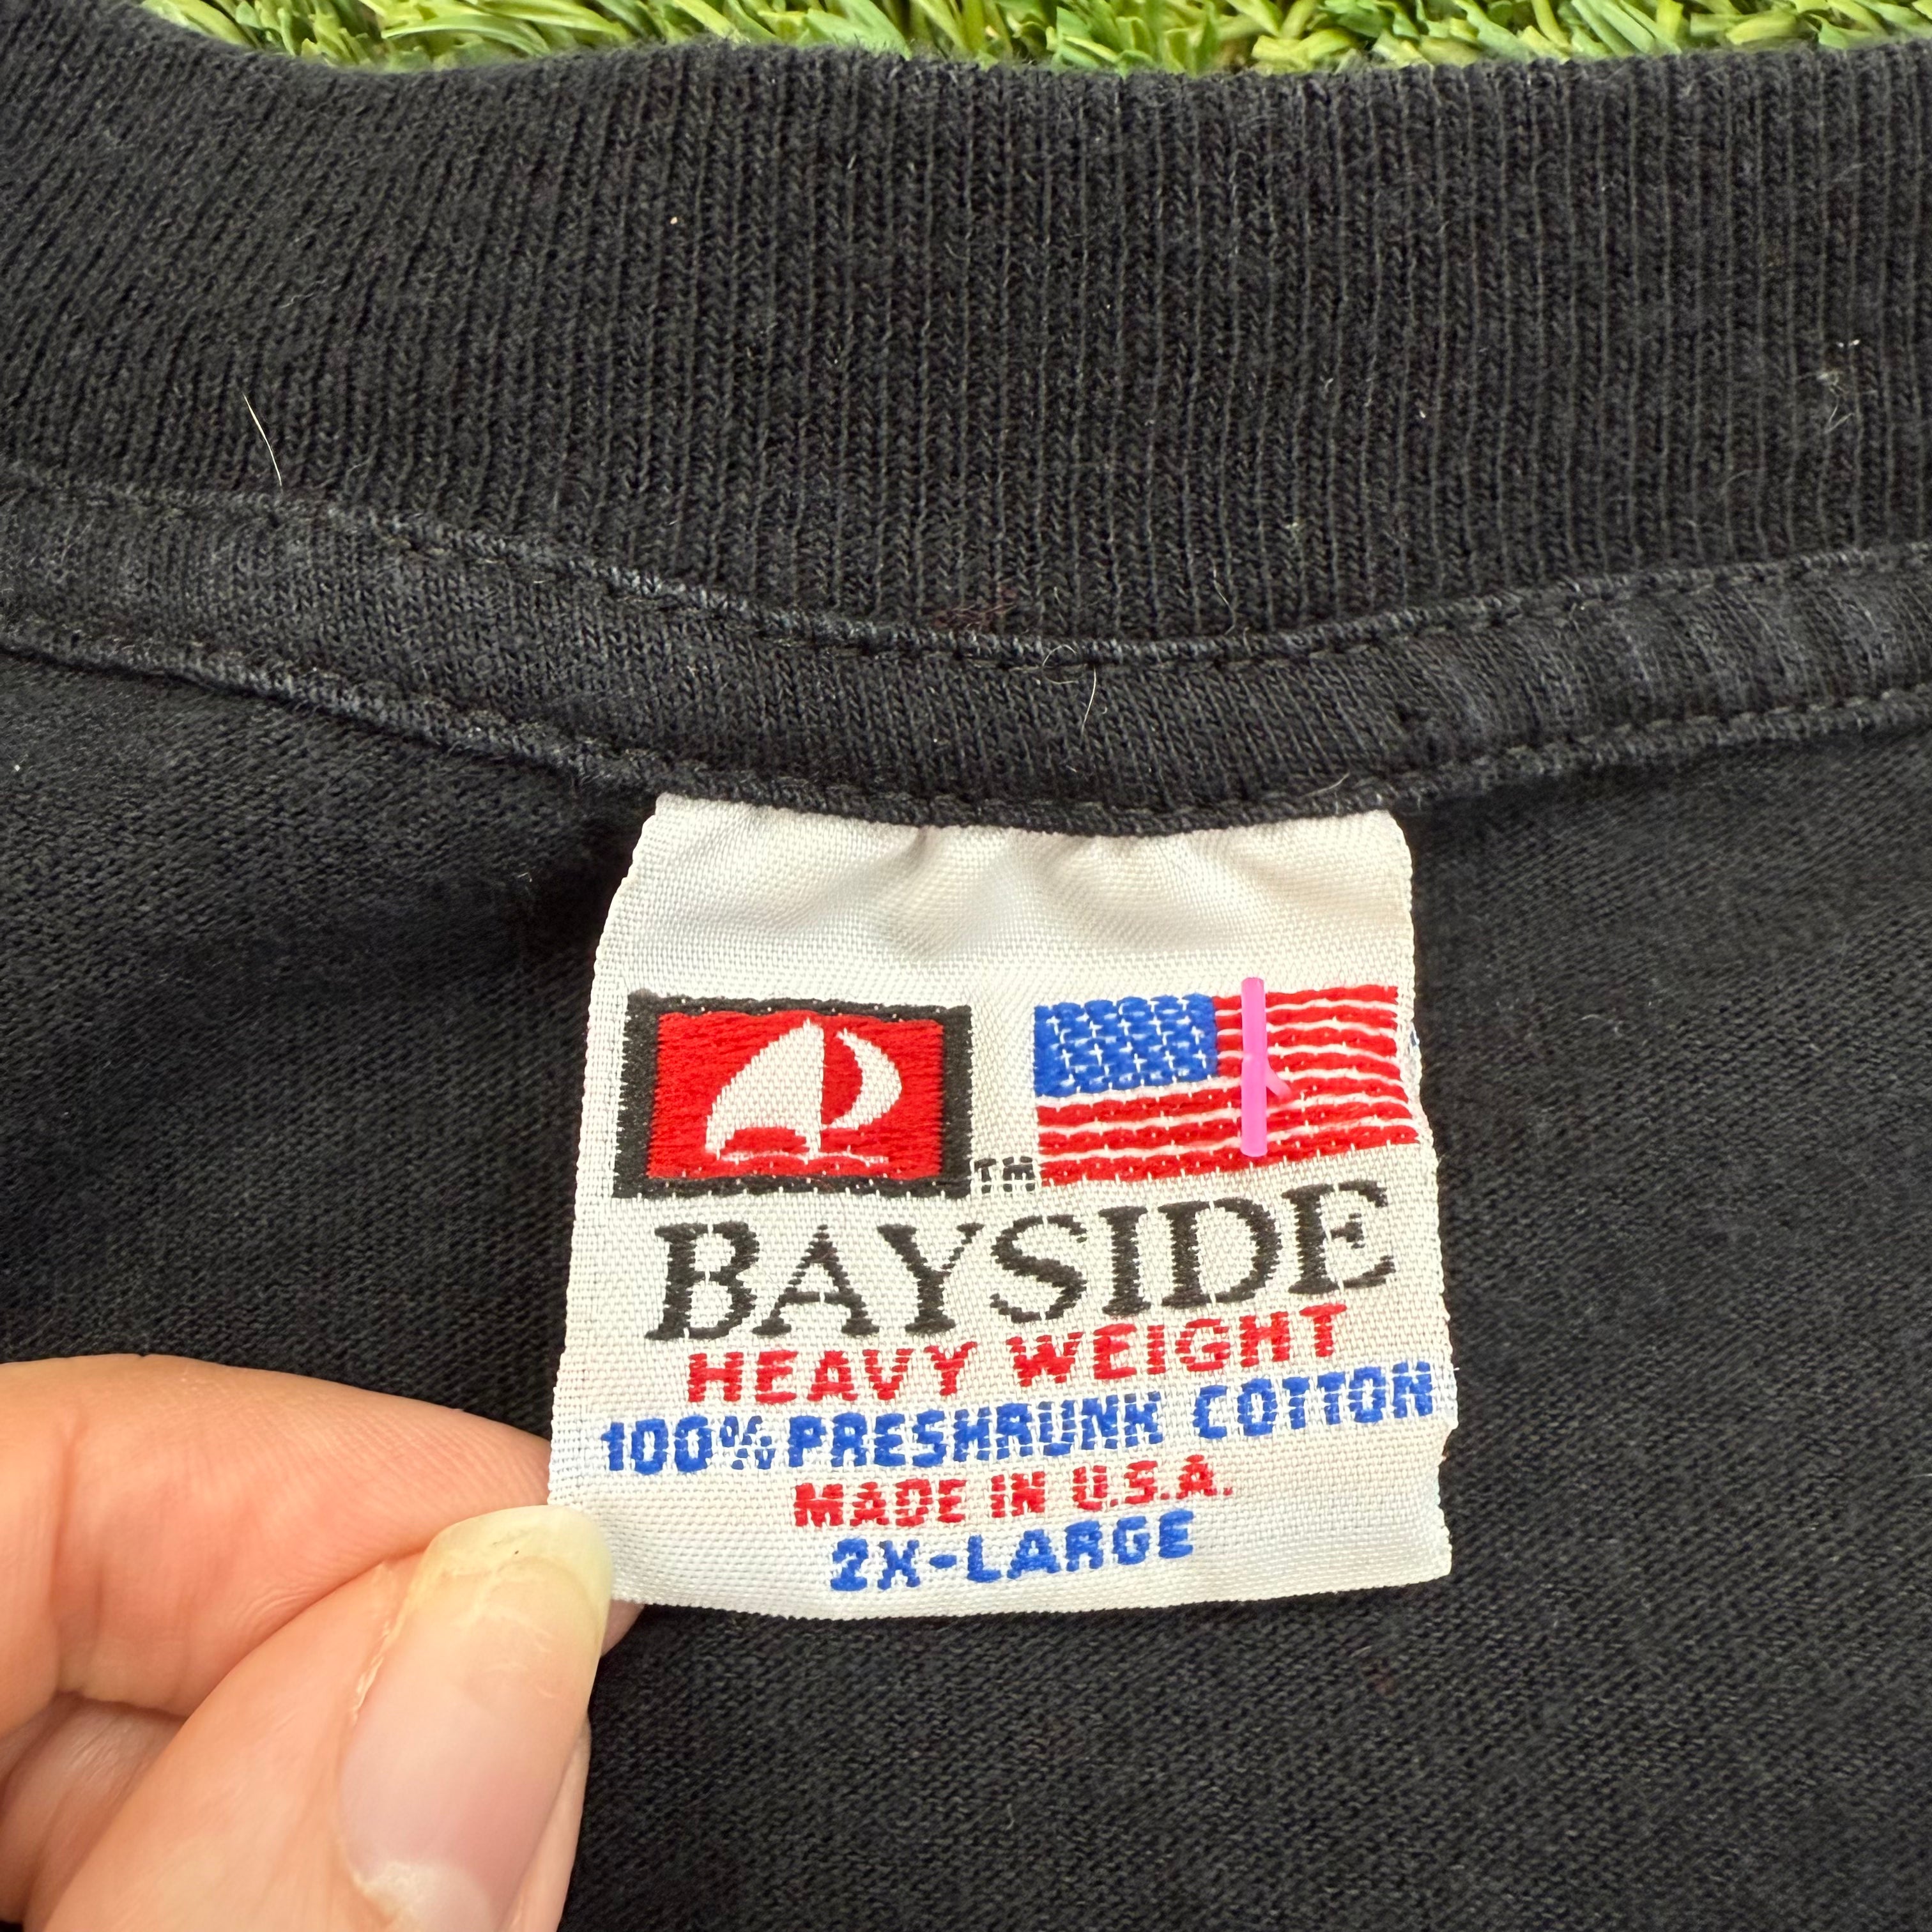 TM
BAYSIDE
HEAVY WEIGHT
100% PRESHRUNK COTTON
MADE IN U.S.A.
2X-LARGE